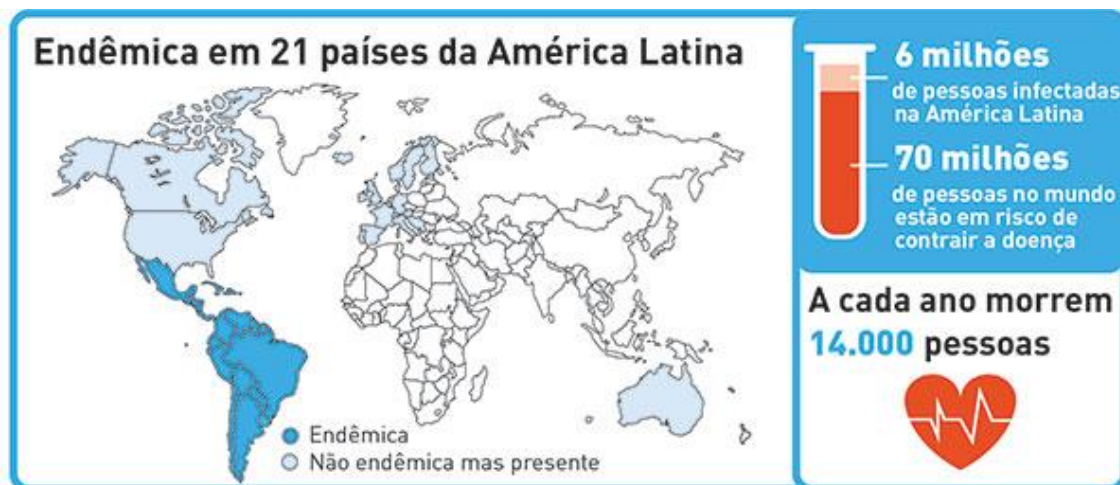 Endêmica em 21 países da América Latina
Endêmica
Não endêmica mas presente
6 milhões
de pessoas infectadas
na América Latina
70 milhões
de pessoas no mundo
estão em risco de
contrair a doença
A cada ano morrem
14.000 pessoas